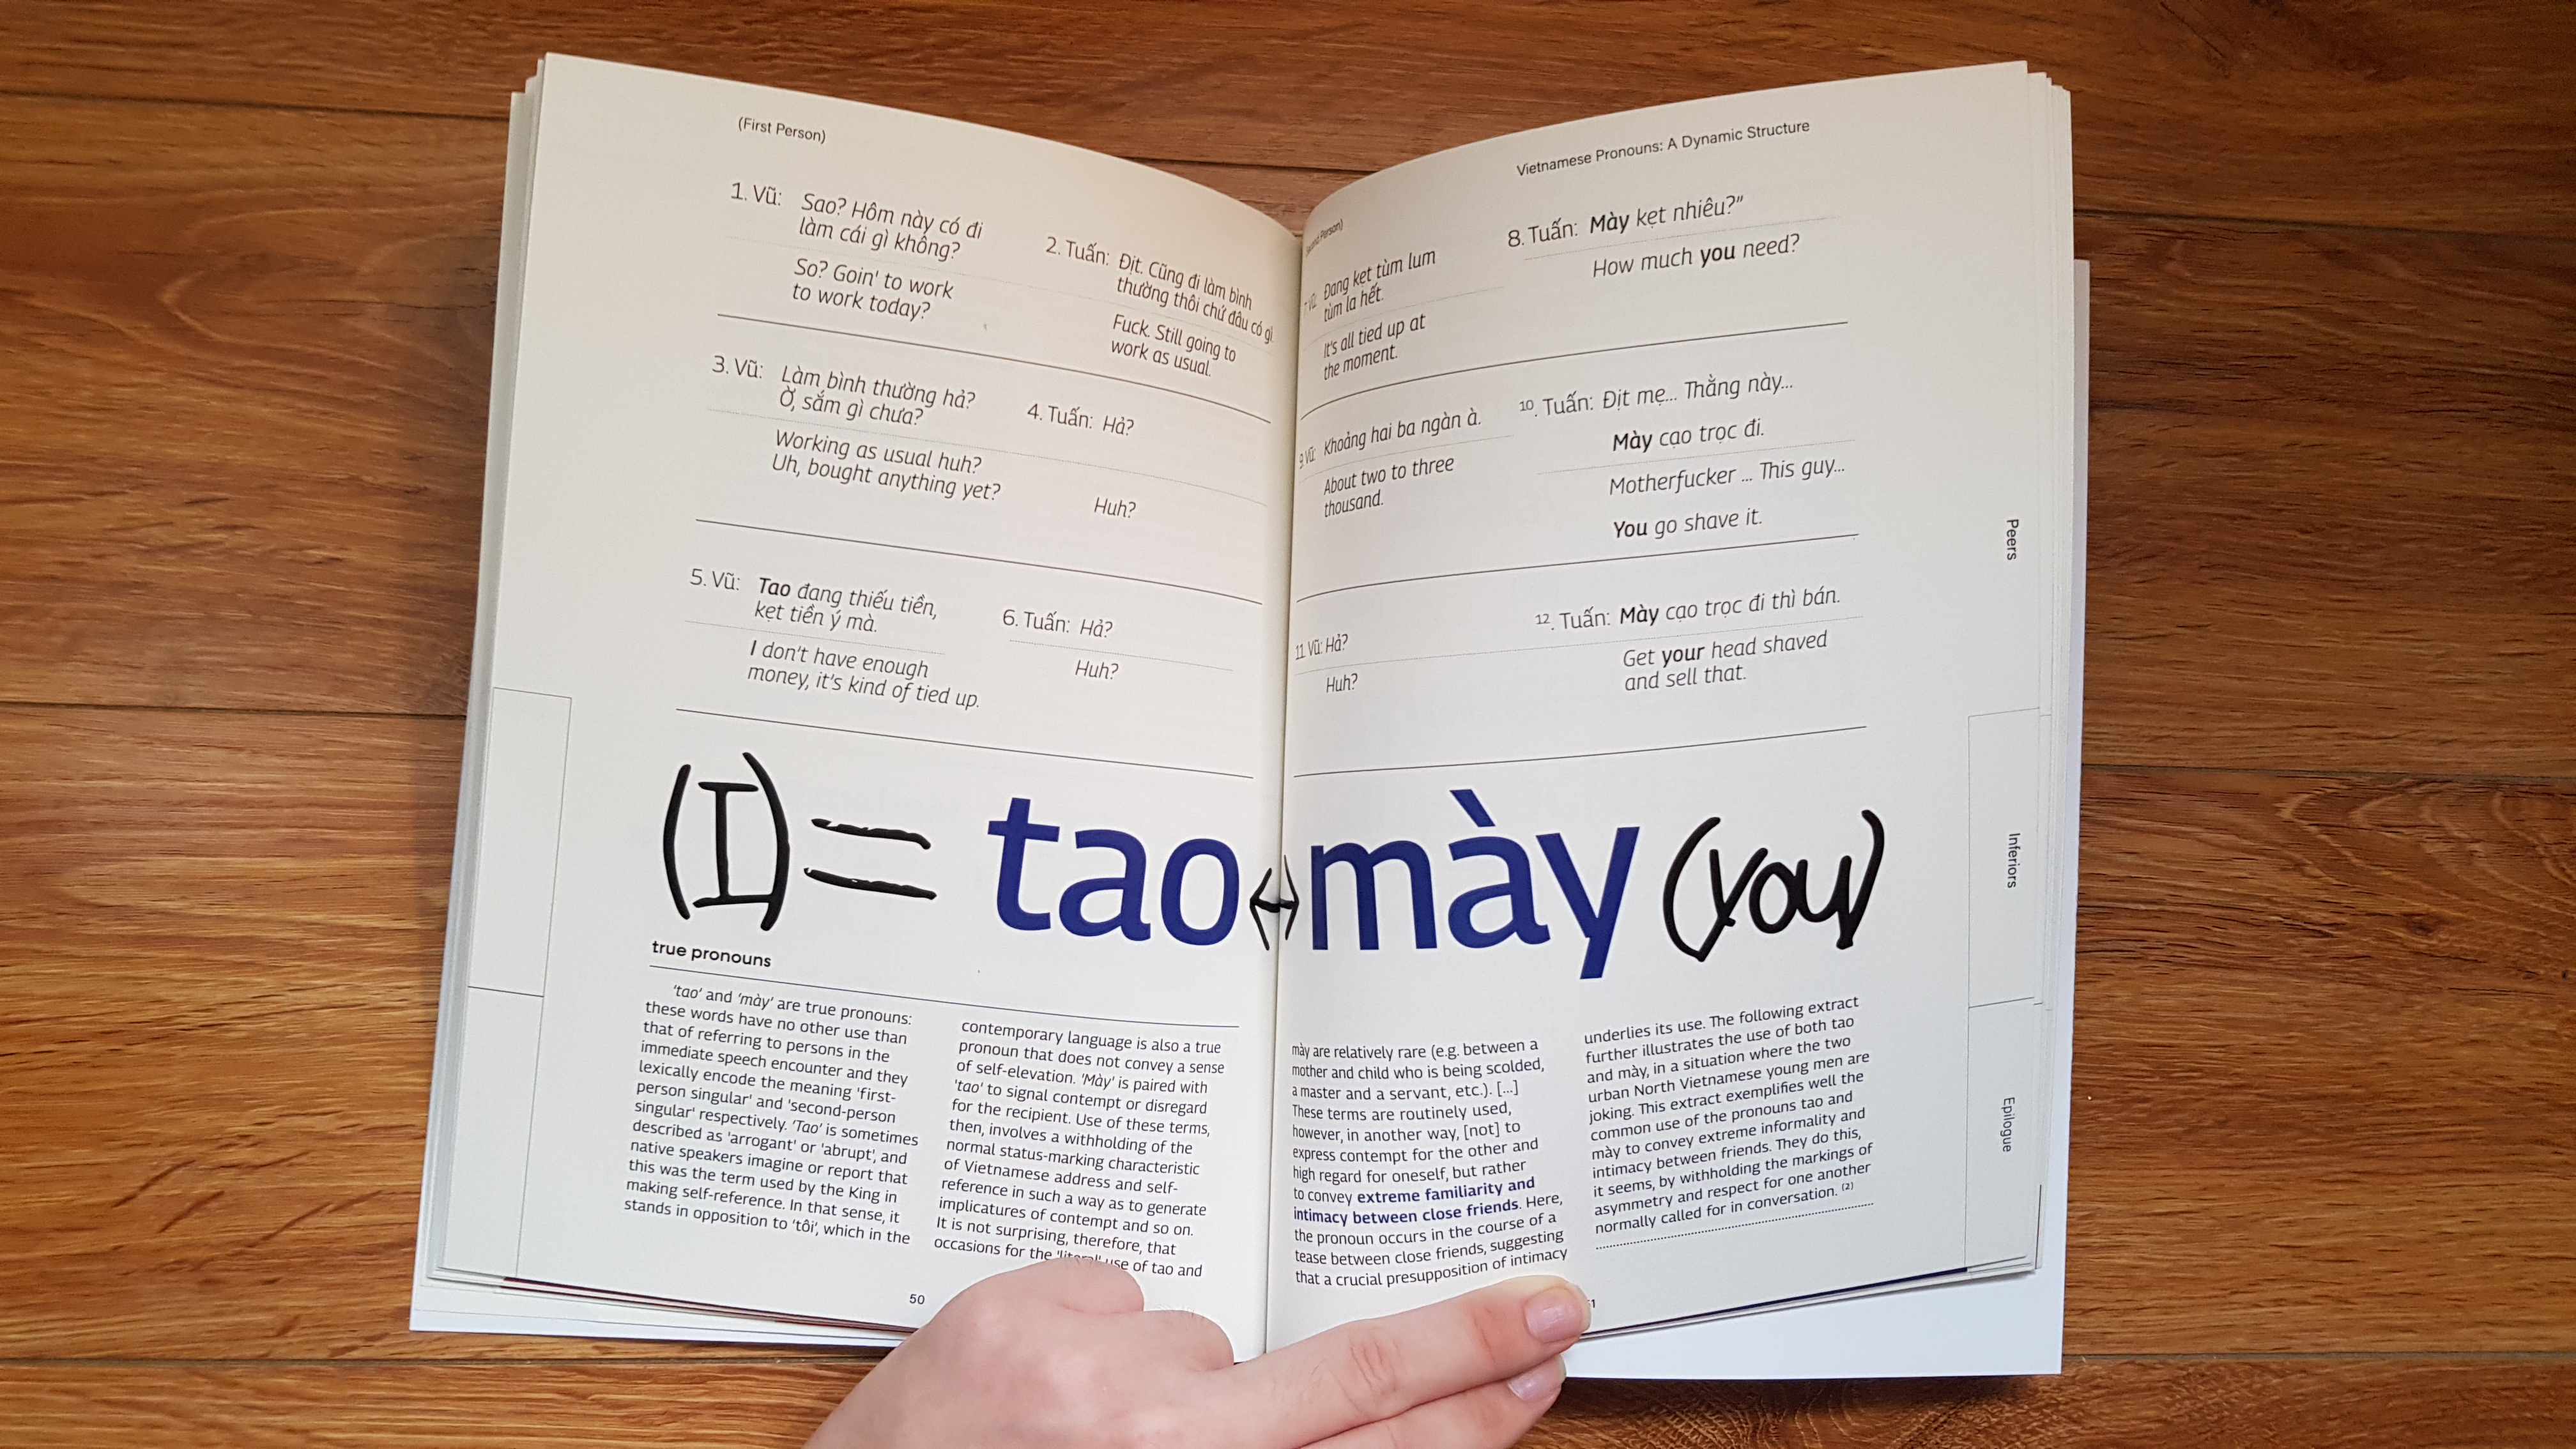 (First Person)
1. Vũ: Sao? Hôm này có đi
làm cái gì không?
So? Goin' to work
to work today?
2. Tuấn: Địt. Cũng đi làm bình
thường thôi chứ đâu có gì.
Fuck. Still going to
work as usual.
3. Vũ: Làm bình thường hả?
Ờ, sắm gì chưa?
Working as usual huh?
Uh, bought anything yet?
4. Tuấn: Hả?
Huh?
5. Vũ: Tao đang thiếu tiền,
kẹt tiền ý mà.
I don't have enough
money, it's kind of tied up.
6. Tuấn: Hả?
Huh?
(I) = tao ↔
true pronouns
'tao' and 'mày' are true pronouns:
these words have no other use than
that of referring to persons in the
immediate speech encounter and they
lexically encode the meaning 'first-
person singular' and 'second-person
singular' respectively. 'Tao' is sometimes
described as 'arrogant' or 'abrupt', and
native speakers imagine or report that
this was the term used by the King in
making self-reference. In that sense, it
stands in opposition to 'tôi', which in the
contemporary language is also a true
pronoun that does not convey a sense
of self-elevation. 'Mày' is paired with
'tao' to signal contempt or disregard
for the recipient. Use of these terms,
then, involves a withholding of the
normal status-marking characteristic
of Vietnamese address and self-
reference in such a way as to generate
implicatures of contempt and so on.
It is not surprising, therefore, that
occasions for the 'literal' use of tao and
50
Vietnamese Pronouns: A Dynamic Structure
Person)
7 Vũ: Đang kẹt tùm lum
tùm la hết.
It's all tied up at
the moment.
8. Tuấn: Mày kẹt nhiêu?"
How much you need?
9 Vũ: Khoảng hai ba ngàn à.
About two to three
thousand.
10. Tuấn: Địt mẹ... Thằng này...
Mày cạo trọc đi.
Motherfucker ... This guy...
You go shave it.
11. Vũ: Hả?
Huh?
12. Tuấn: Mày cạo trọc đi thì bán.
Get your head shaved
and sell that.
mày (you)
mày are relatively rare (e.g. between a
mother and child who is being scolded,
a master and a servant, etc.). [...]
These terms are routinely used,
however, in another way, [not] to
express contempt for the other and
high regard for oneself, but rather
to convey extreme familiarity and
intimacy between close friends. Here,
the pronoun occurs in the course of a
tease between close friends, suggesting
that a crucial presupposition of intimacy
underlies its use. The following extract
further illustrates the use of both tao
and mày, in a situation where the two
urban North Vietnamese young men are
joking. This extract exemplifies well the
common use of the pronouns tao and
mày to convey extreme informality and
intimacy between friends. They do this,
it seems, by withholding the markings of
asymmetry and respect for one another
normally called for in conversation. (2)
Peers
Inferiors
Epilogue